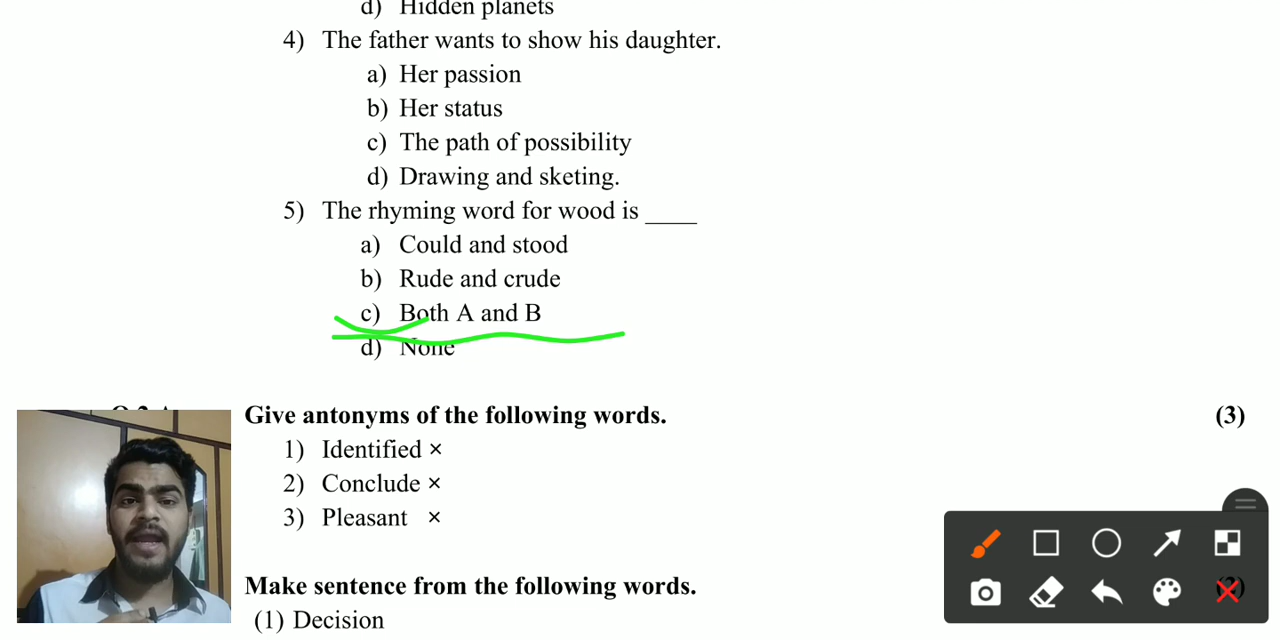 d) Hidden planets
4) The father wants to show his daughter.
a) Her passion
b) Her status
c) The path of possibility
d) Drawing and sketing.
5) The rhyming word for wood is ____
a) Could and stood
b) Rude and crude
c) Both A and B
d) None
Give antonyms of the following words. (3)
1) Identified ×
2) Conclude ×
3) Pleasant ×
Make sentence from the following words.
(1) Decision